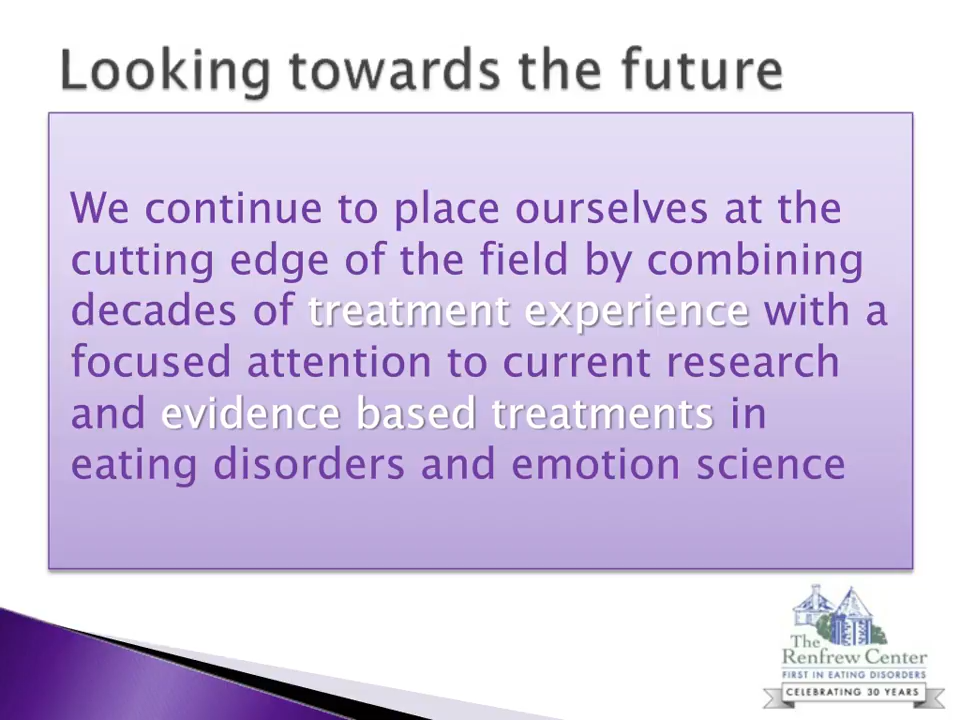 Looking towards the future
We continue to place ourselves at the
cutting edge of the field by combining
decades of treatment experience with a
focused attention to current research
and evidence based treatments in
eating disorders and emotion science
The
Renfrew Center
FIRST IN EATING DISORDERS
CELEBRATING 30 YEARS